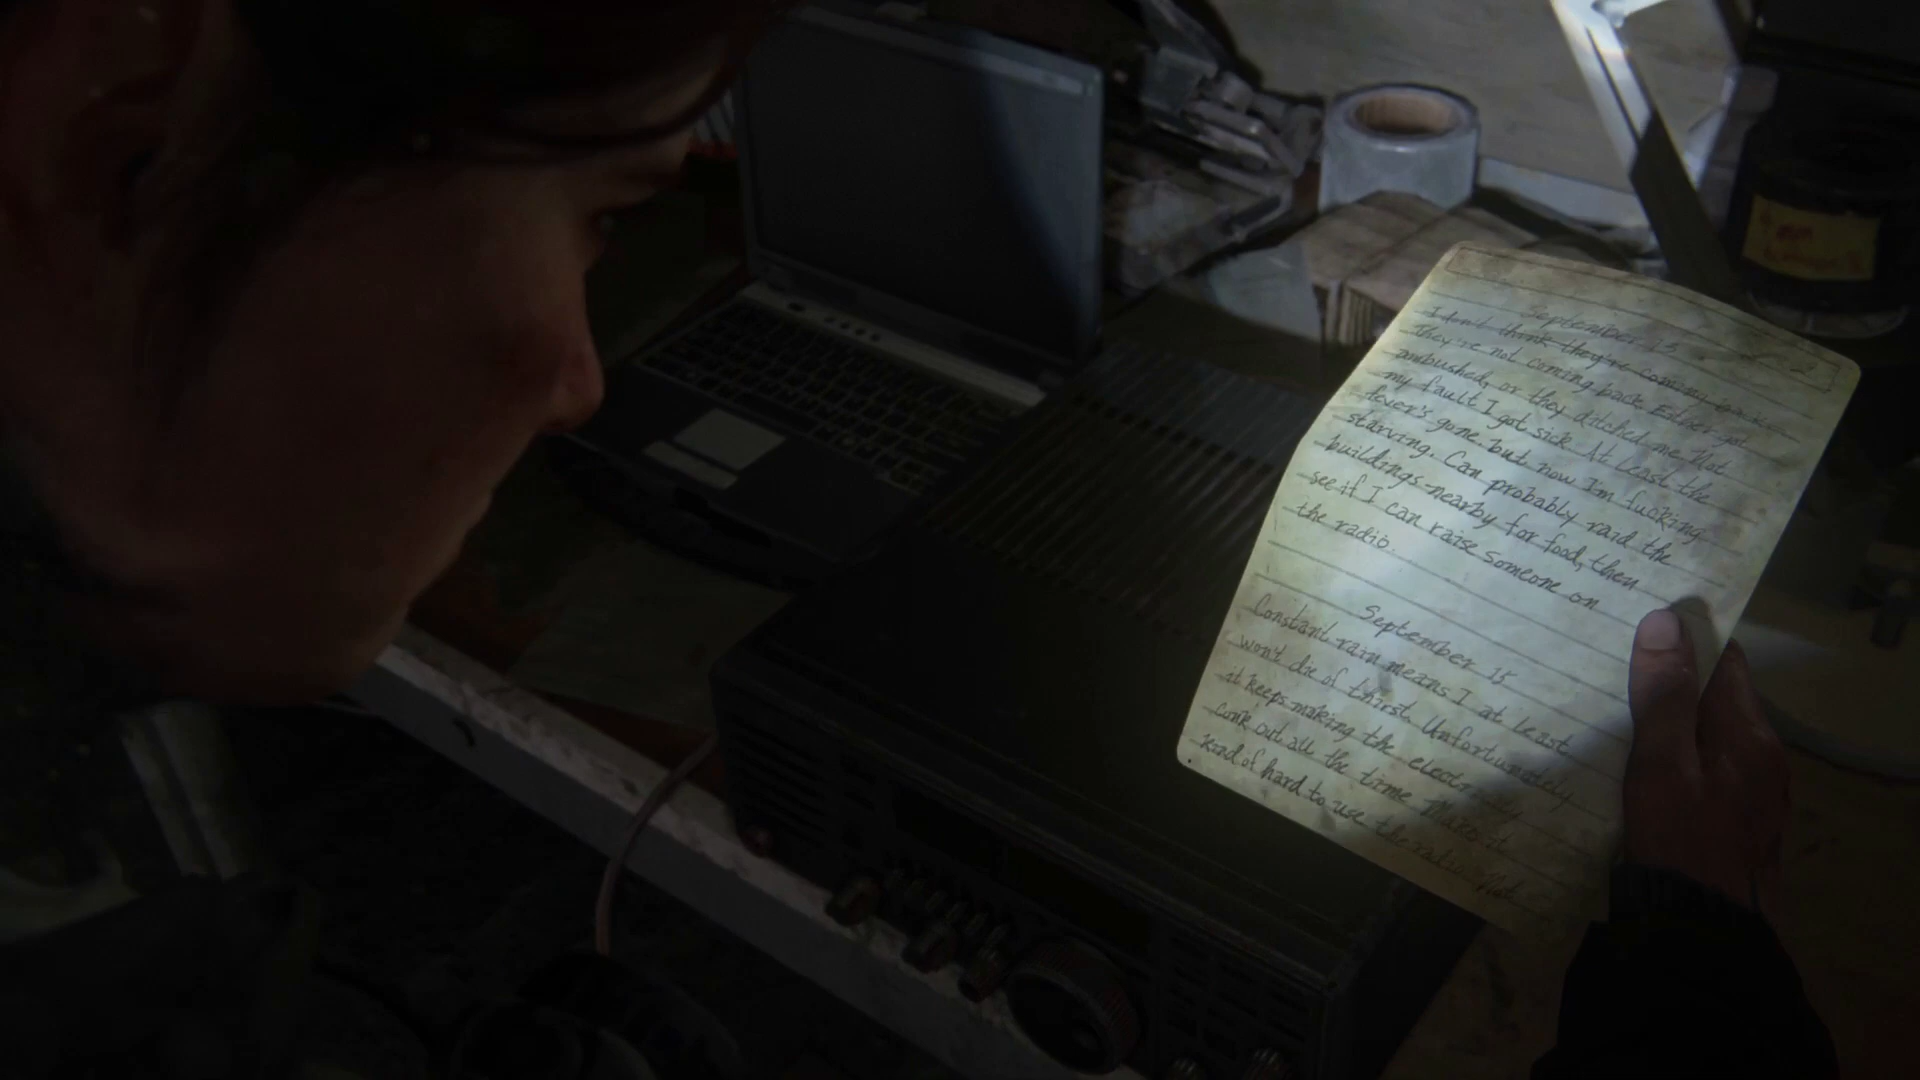 September 13
I don't think they're coming back.
They're not coming back. Either got
ambushed, or they ditched me. Not
my fault I got sick. At least the
fever's gone but now I'm fucking
starving. Can probably raid the
buildings nearby for food, then
see if I can raise someone on
the radio.
September 15
Constant rain means I at least
won't die of thirst. Unfortunately
it keeps making the electricity
conk out all the time. Makes it
kind of hard to use the radio. Not